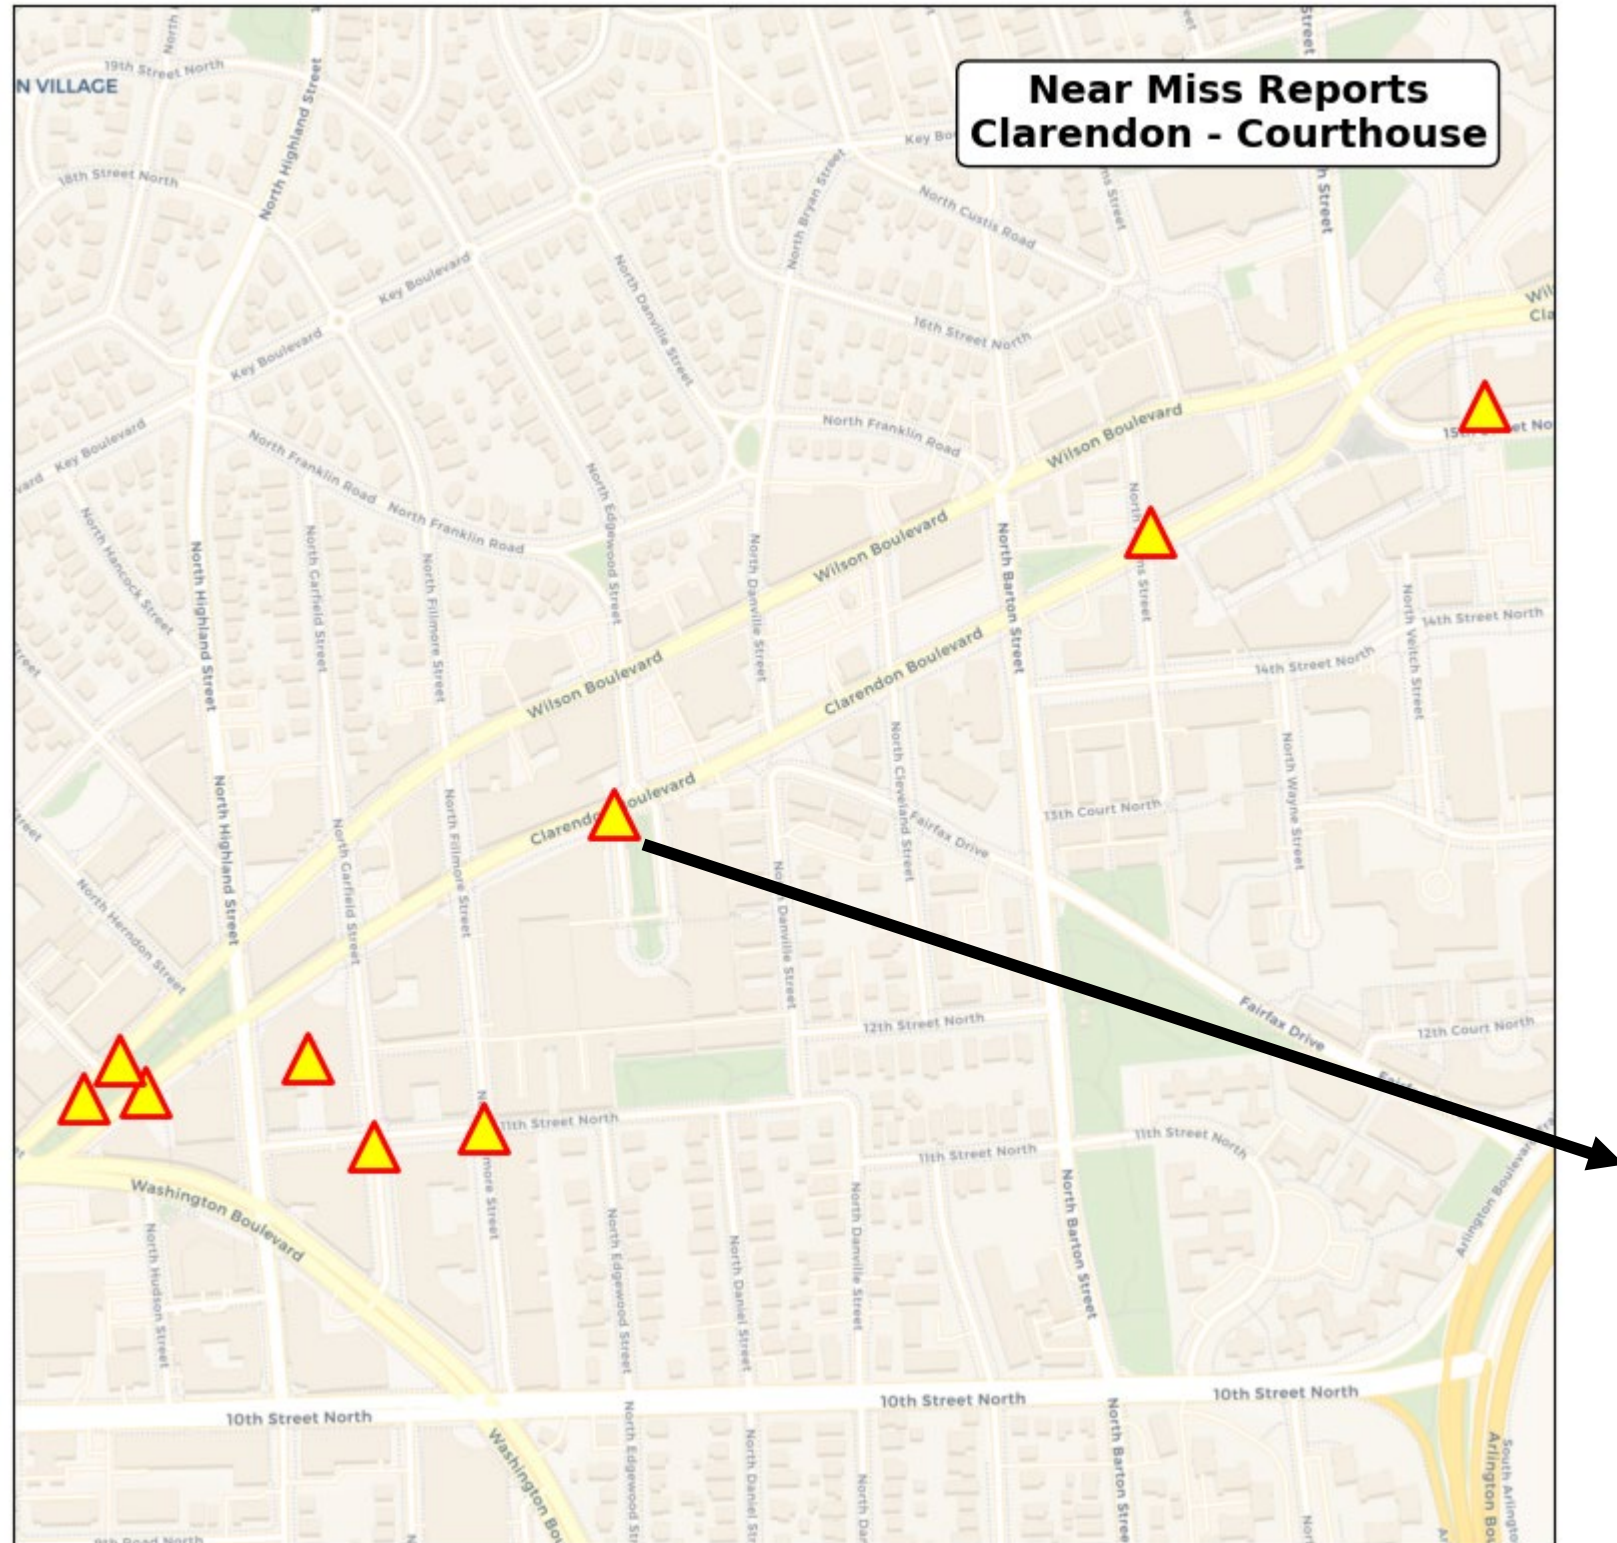 Near Miss Reports
Clarendon - Courthouse
N VILLAGE
19th Street North
North
North Highland Street
18th Street North
Key Bo
Street
North Bryan Street
North Custis Road
Key Boulevard
North Danville Street
16th Street North
Key Boulevard
Key Boulevard
North Franklin Road
North Franklin Road
North Franklin Road
Wilson Boulevard
North Hancock Street
North Highland Street
North Garfield Street
North Fillmore Street
North Edgewood Street
North Danville Street
Wilson Boulevard
North Barton Street
14th Street North
North Veitch Street
14th Street North
Wilson Boulevard
Clarendon Boulevard
North Cleveland Street
North Wayne Street
13th Court North
Fairfax Drive
North Highland Street
North Garfield Street
North Fillmore Street
North Herndon Street
12th Street North
Fairfax Drive
12th Court North
11th Street North
11th Street North
11th Street North
Washington Boulevard
North Hudson Street
North Edgewood Street
North Daniel Street
North Danville Street
North Barton Street
10th Street North
10th Street North
10th Street North